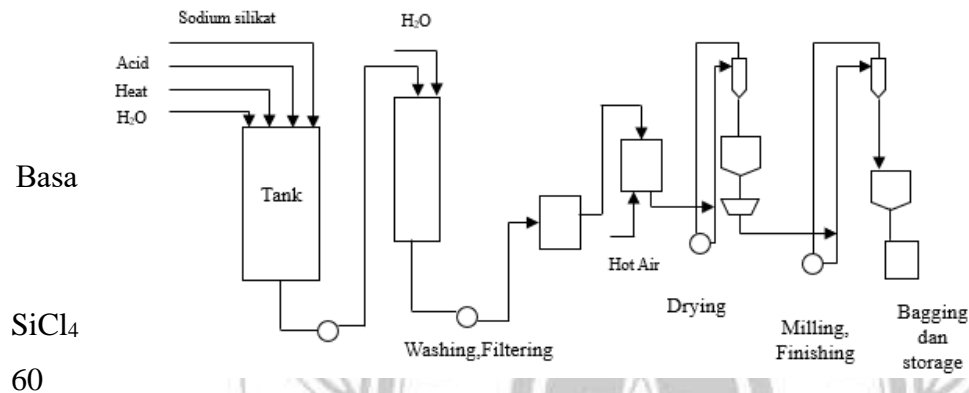 Sodium silikat
H₂O
Acid
Heat
H₂O
Basa
Tank
Hot Air
Drying
SiCl₄
Washing,Filtering
Milling,
Finishing
Bagging
dan
storage
60